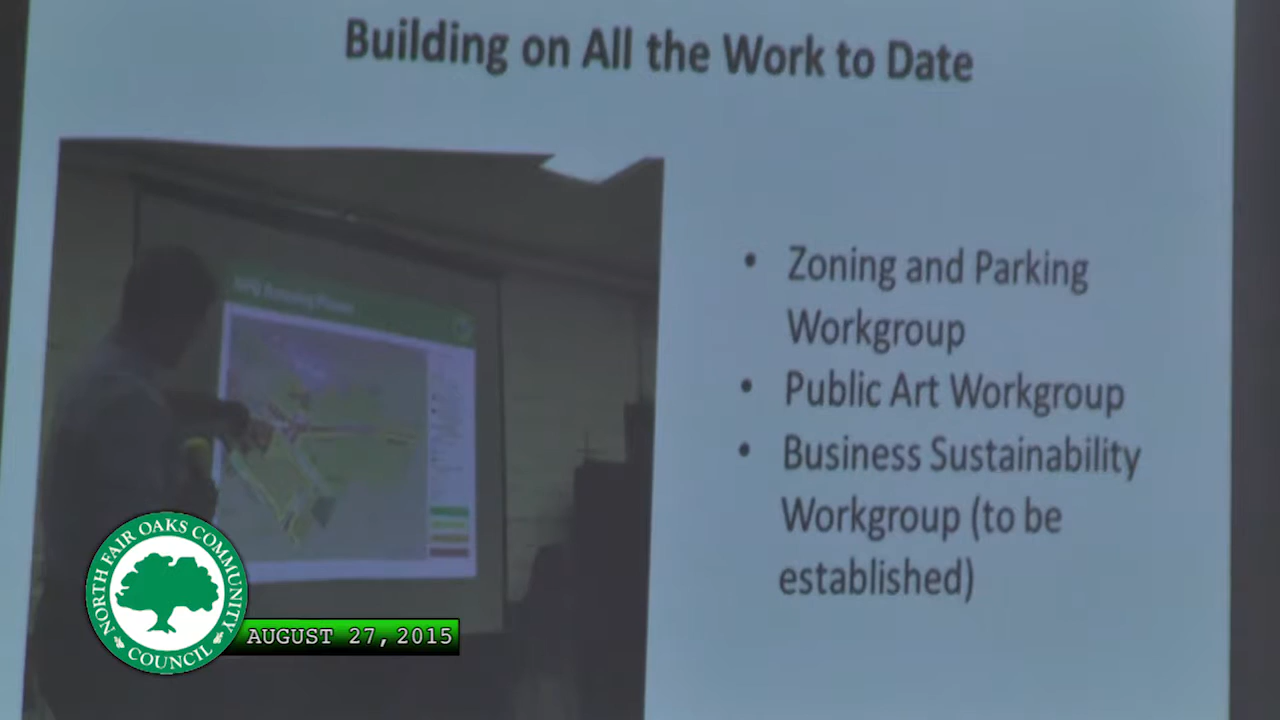 Building on All the Work to Date
• Zoning and Parking
Workgroup
• Public Art Workgroup
• Business Sustainability
Workgroup (to be
established)
NORTH FAIR OAKS COMMUNITY
COUNCIL
AUGUST 27, 2015